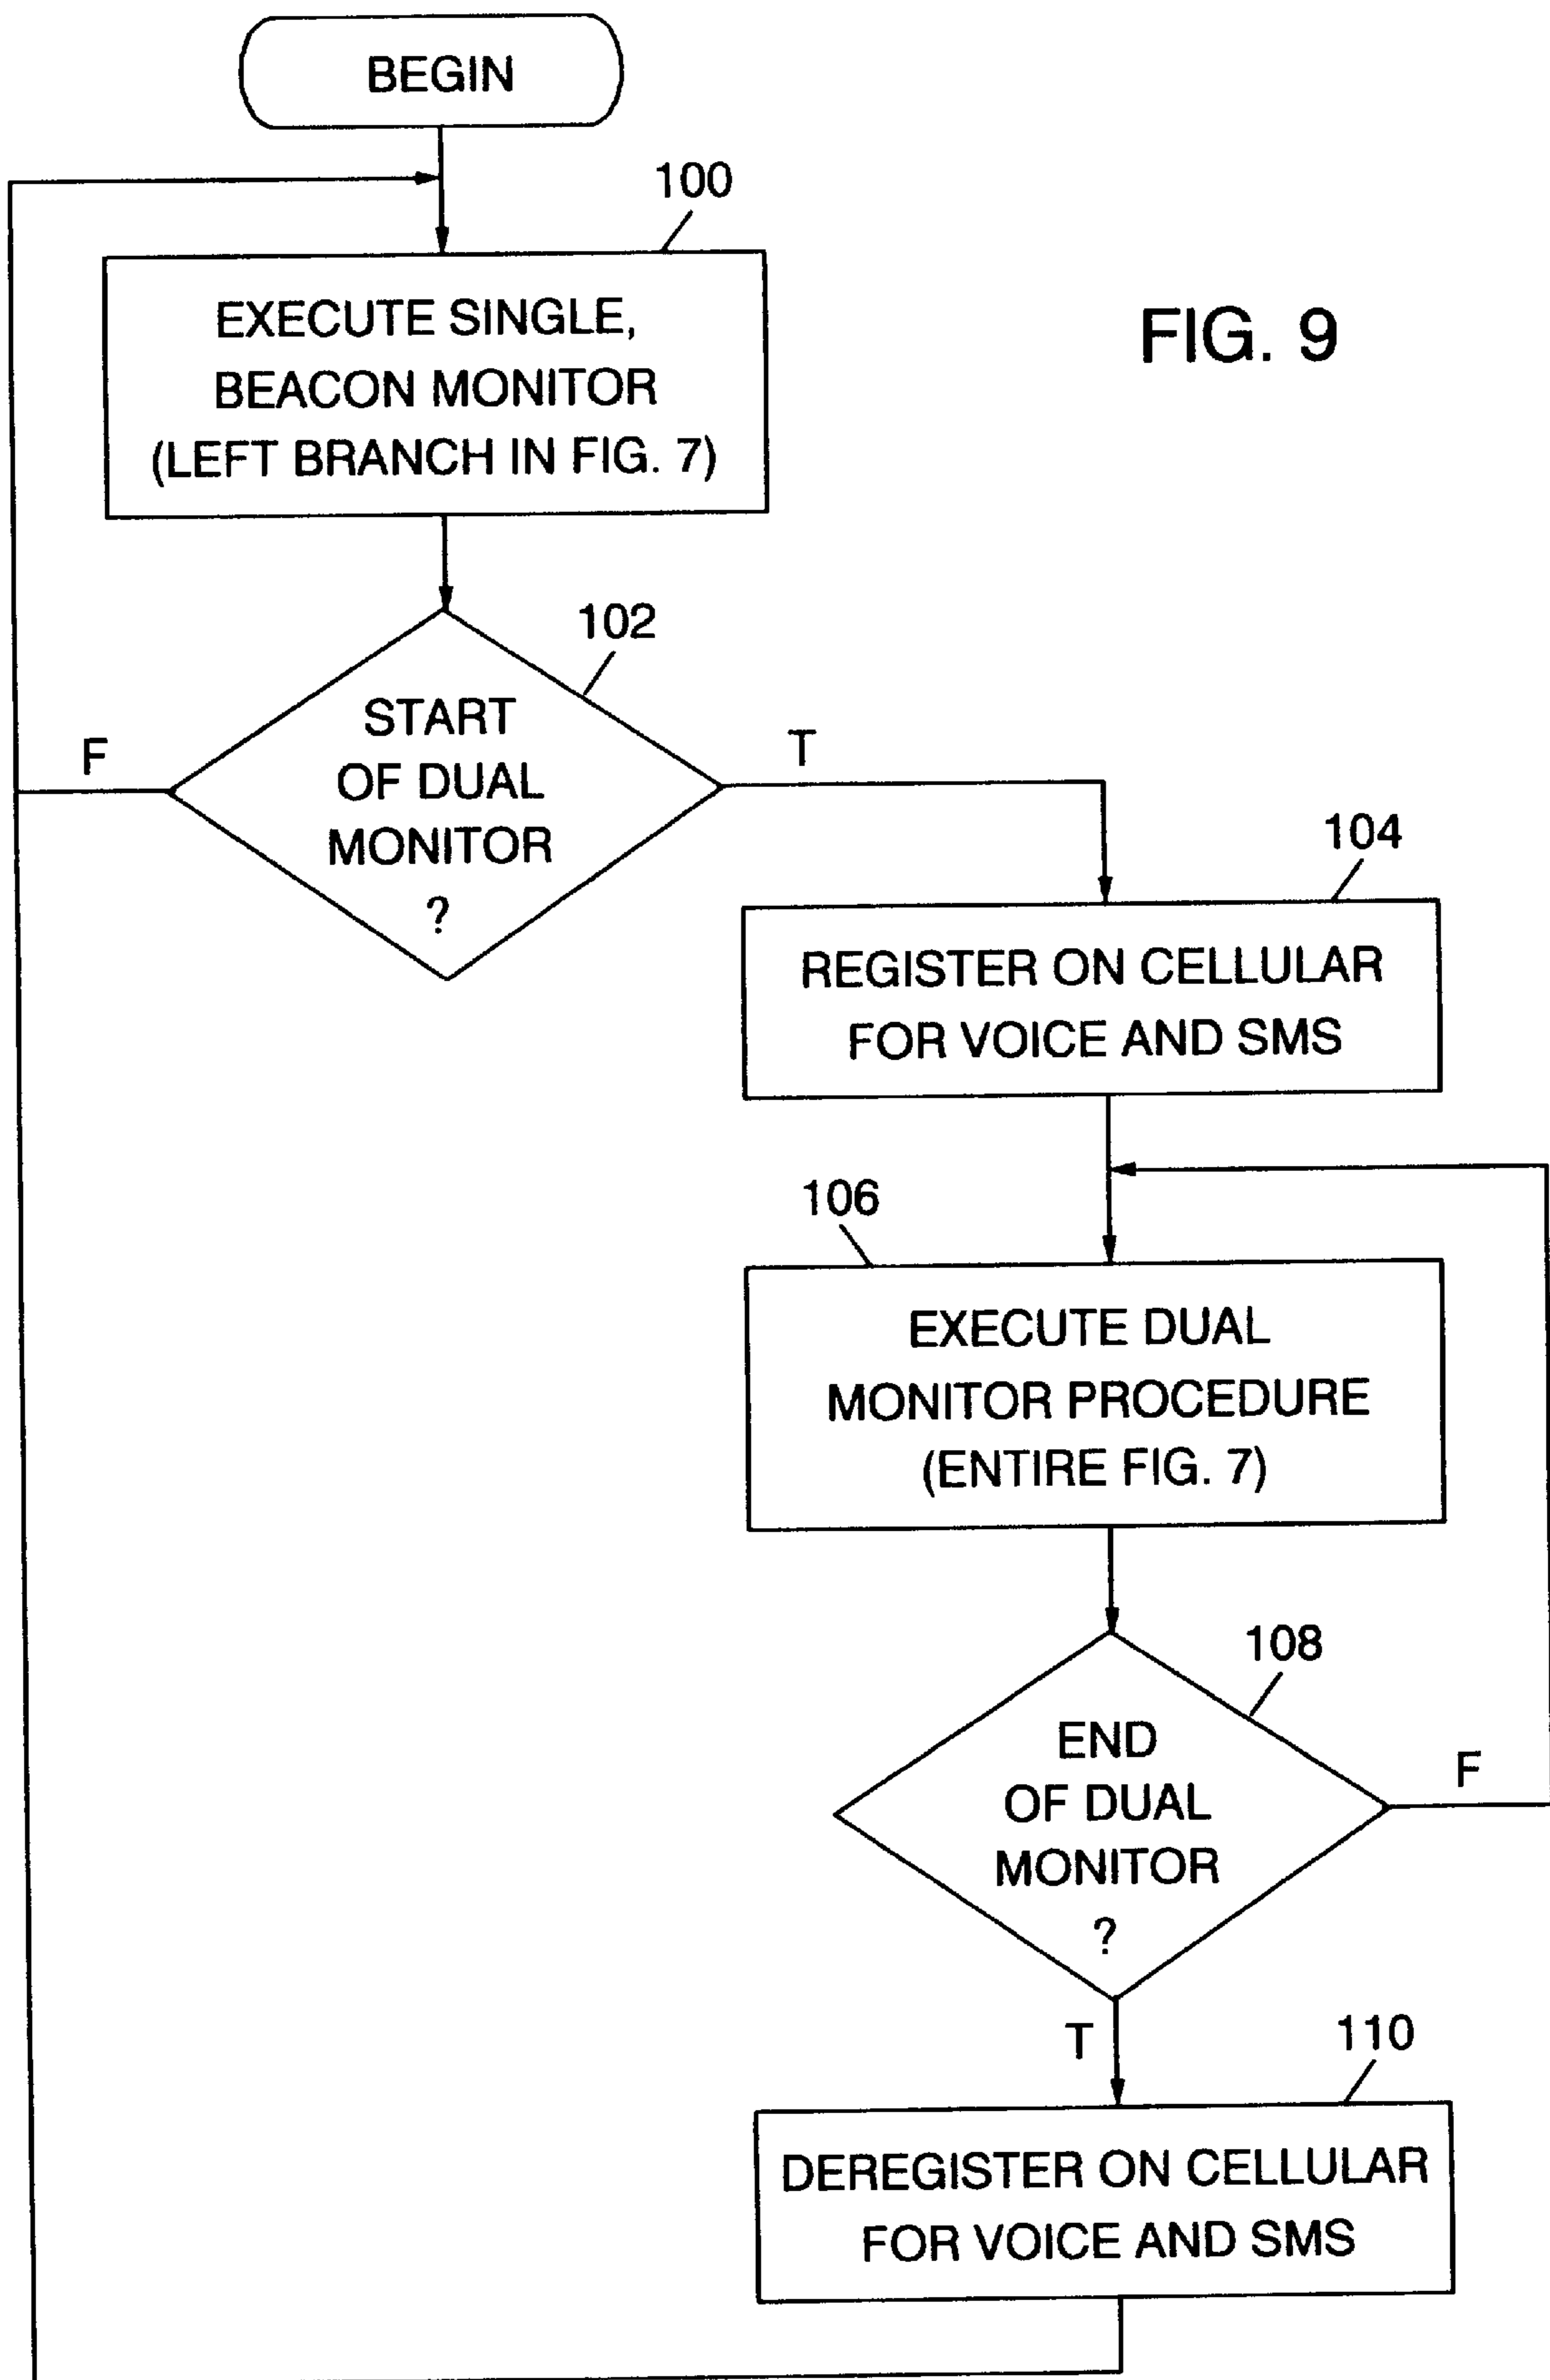 BEGIN
100
EXECUTE SINGLE,
BEACON MONITOR
(LEFT BRANCH IN FIG. 7)
FIG. 9
102
START
OF DUAL
MONITOR
?
F
T
104
REGISTER ON CELLULAR
FOR VOICE AND SMS
106
EXECUTE DUAL
MONITOR PROCEDURE
(ENTIRE FIG. 7)
108
END
OF DUAL
MONITOR
?
F
T
110
DEREGISTER ON CELLULAR
FOR VOICE AND SMS